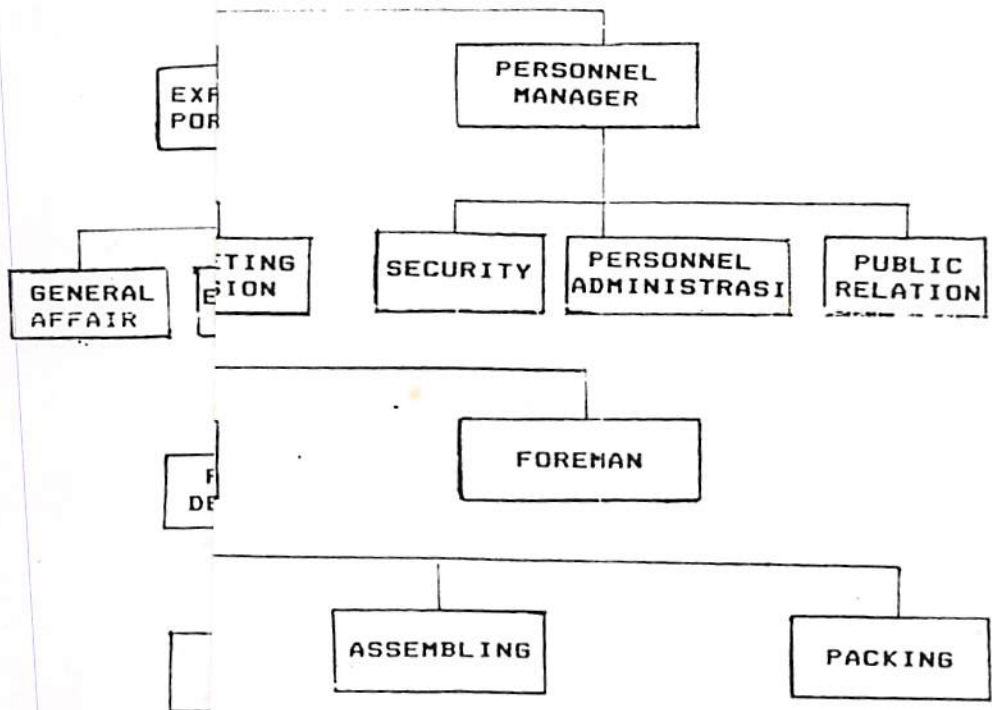 PERSONNEL
MANAGER
SECURITY
PERSONNEL
ADMINISTRASI
PUBLIC
RELATION
GENERAL
AFFAIR
FOREMAN
ASSEMBLING
PACKING